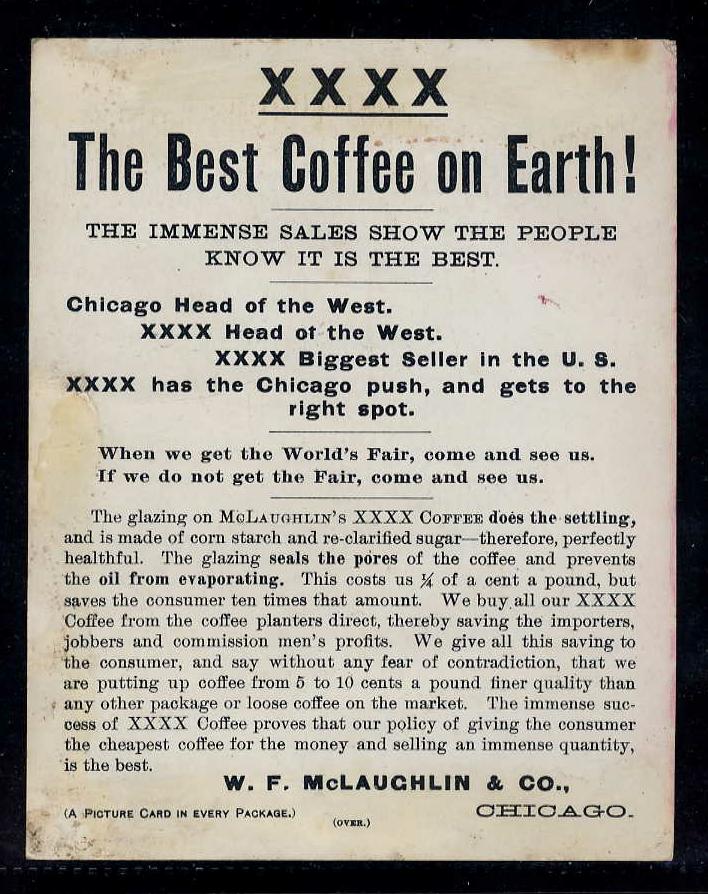 XXXX
The Best Coffee on Earth!
THE IMMENSE SALES SHOW THE PEOPLE
KNOW IT IS THE BEST.
Chicago Head of the West.
XXXX Head of the West.
XXXX Biggest Seller in the U. S.
XXXX has the Chicago push, and gets to the
right spot.
When we get the World's Fair, come and see us.
If we do not get the Fair, come and see us.
The glazing on McLAUGHLIN'S XXXX COFFEE does the settling,
and is made of corn starch and re-clarified sugar—therefore, perfectly
healthful. The glazing seals the pores of the coffee and prevents
the oil from evaporating. This costs us ¼ of a cent a pound, but
saves the consumer ten times that amount. We buy all our XXXX
Coffee from the coffee planters direct, thereby saving the importers,
jobbers and commission men's profits. We give all this saving to
the consumer, and say without any fear of contradiction, that we
are putting up coffee from 5 to 10 cents a pound finer quality than
any other package or loose coffee on the market. The immense suc-
cess of XXXX Coffee proves that our policy of giving the consumer
the cheapest coffee for the money and selling an immense quantity,
is the best.
W. F. McLAUGHLIN & CO.,
(A PICTURE CARD IN EVERY PACKAGE.) CHICAGO.
(OVER.)